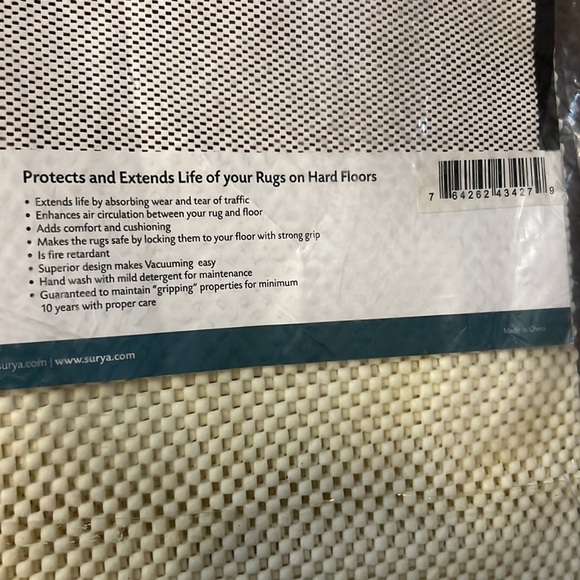 Protects and Extends Life of your Rugs on Hard Floors
• Extends life by absorbing wear and tear of traffic
• Enhances air circulation between your rug and floor
• Adds comfort and cushioning
• Makes the rugs safe by locking them to your floor with strong grip
• Is fire retardant
• Superior design makes Vacuuming easy
• Hand wash with mild detergent for maintenance
• Guaranteed to maintain "gripping" properties for minimum
10 years with proper care
7 64262 43427 9
Made in China
surya.com | www.surya.com